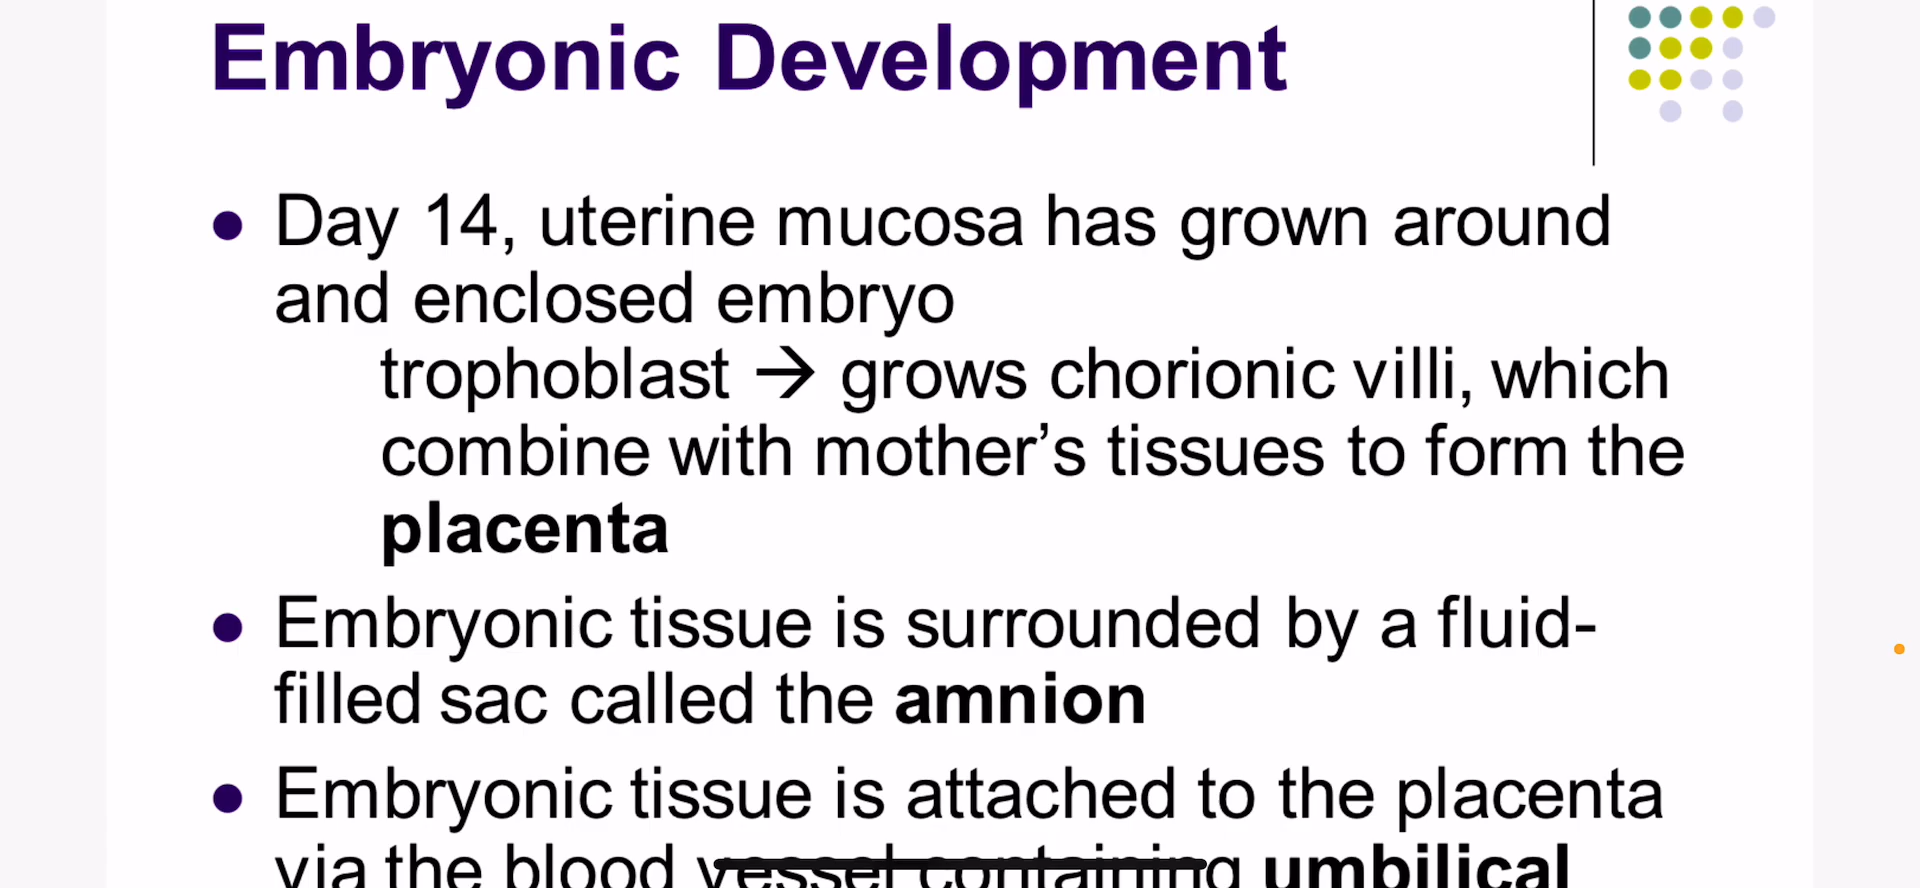 Embryonic Development
● Day 14, uterine mucosa has grown around
and enclosed embryo
trophoblast → grows chorionic villi, which
combine with mother’s tissues to form the
placenta
● Embryonic tissue is surrounded by a fluid-
filled sac called the amnion
● Embryonic tissue is attached to the placenta
via the blood vessel containing umbilical